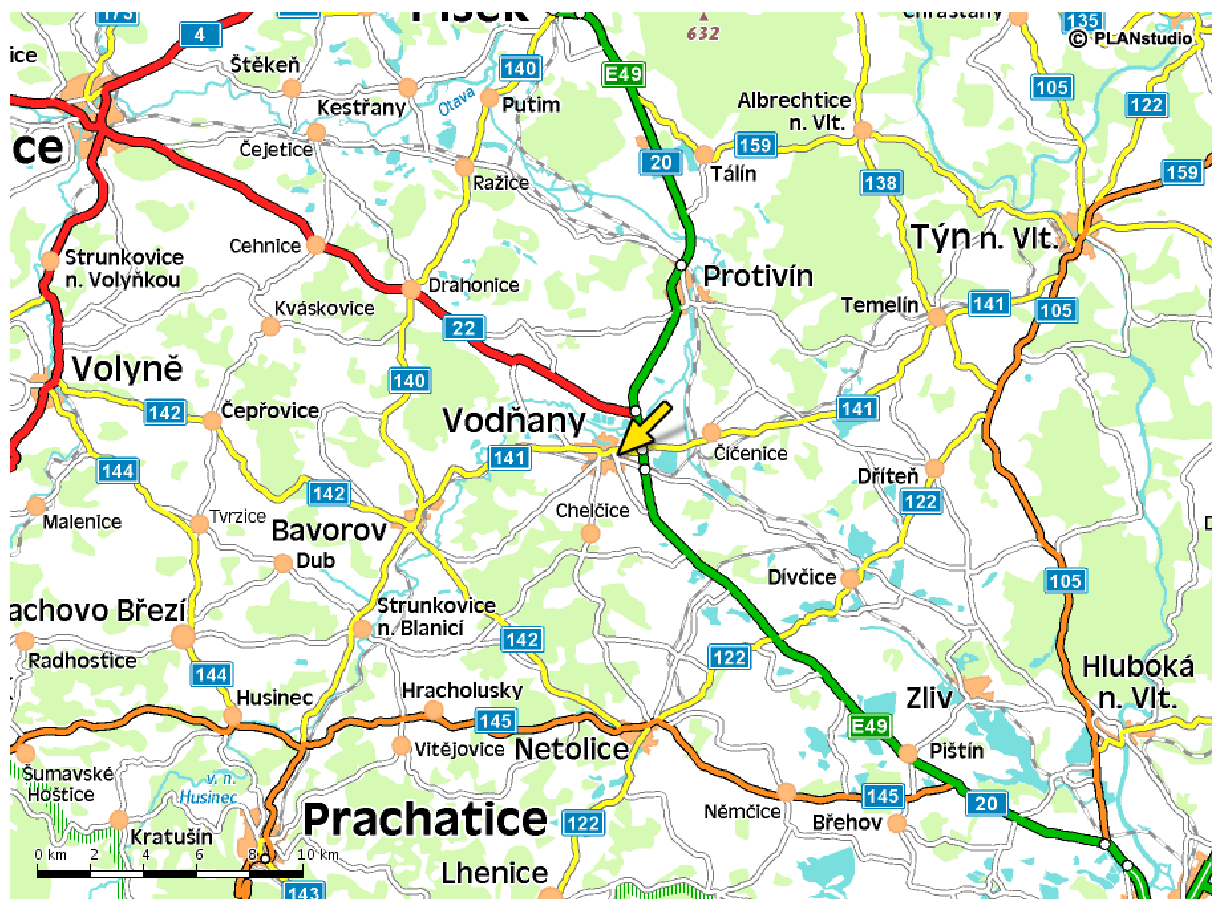 173
4
Písek
632
Chrášťany
135
© PLANstudio
ice
Štěkeň
140
E49
105
Kestřany
Otava
Putim
Albrechtice
n. Vlt.
122
ce
Čejetice
159
20
Tálín
Ražice
138
159
Cehnice
Týn n. Vlt.
Strunkovice
n. Volyňkou
Drahonice
Protivín
Kváskovice
Temelín
141
105
22
Volyně
140
142
Čepřovice
Vodňany
141
141
Čičenice
144
Dříteň
142
122
Malenice
Tvrzice
Bavorov
Chelčice
Dub
Dívčice
105
achovo Březí
Strunkovice
n. Blanicí
142
Radhostice
122
Hluboká
n. Vlt.
144
Husinec
Hracholusky
Zliv
145
E49
Vitějovice
Netolice
Pištín
Šumavské
Hoštice
v. n.
Husinec
145
20
Němčice
Prachatice
Břehov
122
Kratušín
0 km 2 4 6 8 10 km
Lhenice
143